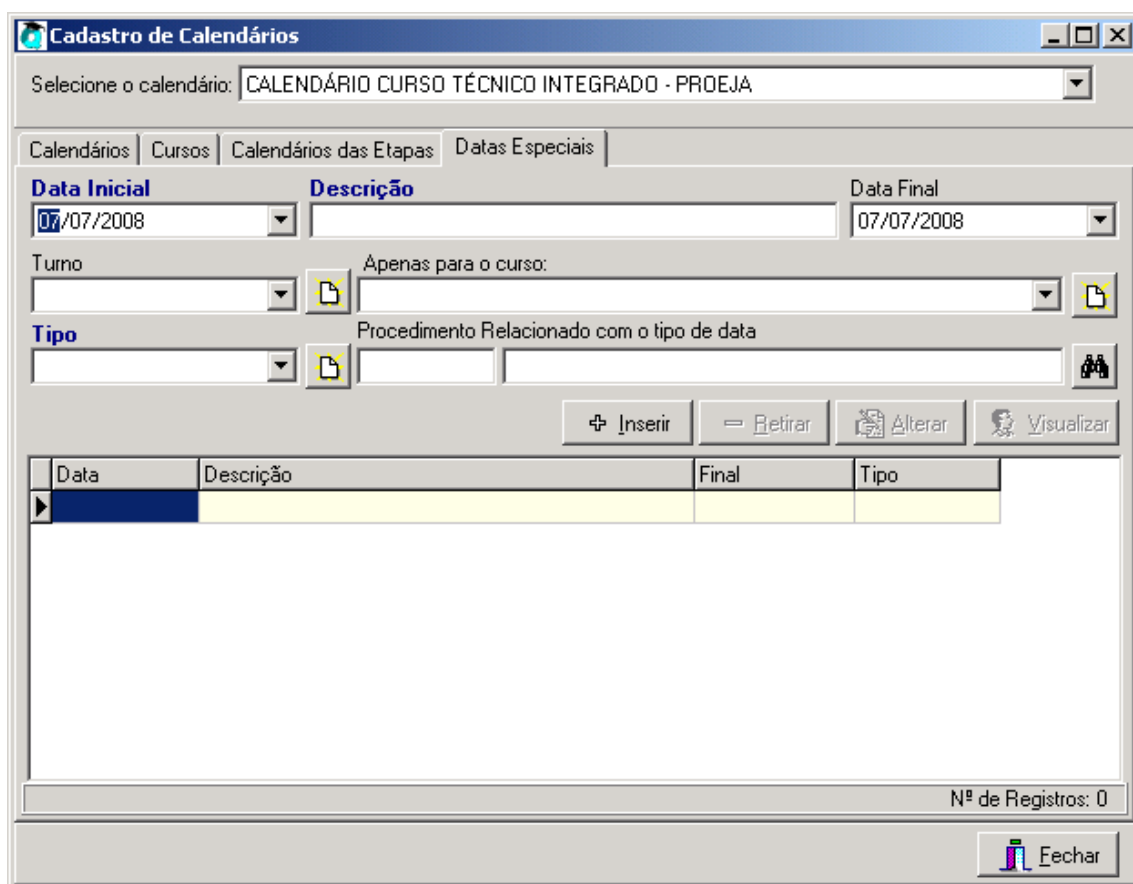 Cadastro de Calendários
Selecione o calendário: CALENDÁRIO CURSO TÉCNICO INTEGRADO - PROEJA
Calendários Cursos Calendários das Etapas Datas Especiais
Data Inicial Descrição Data Final
07/07/2008 07/07/2008
Turno Apenas para o curso:
Tipo Procedimento Relacionado com o tipo de data
Inserir Retirar Alterar Visualizar
Data Descrição Final Tipo
Nº de Registros: 0
Fechar